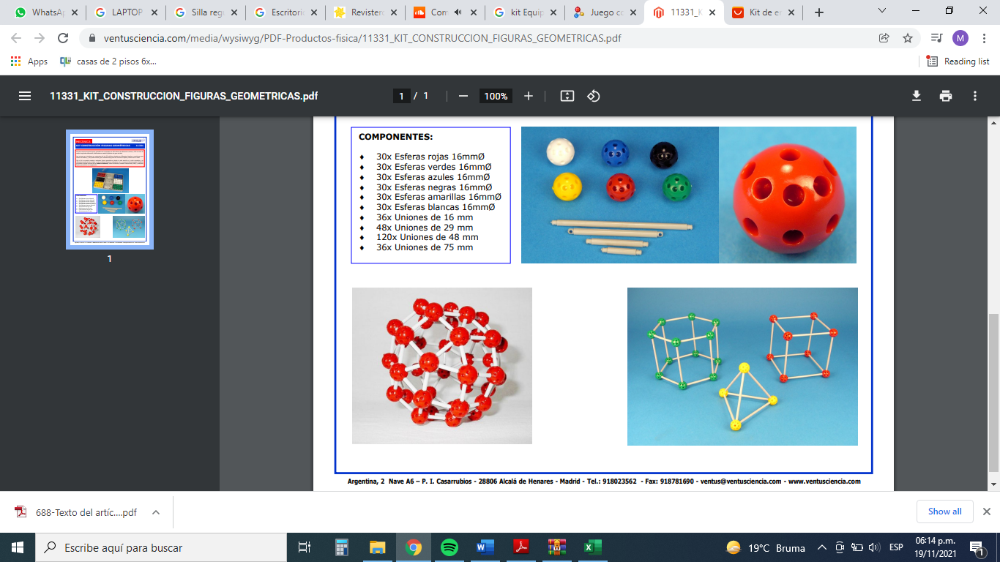 WhatsAp
LAPTOP
Silla reg
Escritori
Revistero
Com
kit Equip
Juego co
11331_K
Kit de e
ventusciencia.com/media/wysiwyg/PDF-Productos-fisica/11331_KIT_CONSTRUCCION_FIGURAS_GEOMETRICAS.pdf
M
Apps
casas de 2 pisos 6x...
Reading list
11331_KIT_CONSTRUCCION_FIGURAS_GEOMETRICAS.pdf
1 / 1
100%
1
COMPONENTES:
♦ 30x Esferas rojas 16mmØ
♦ 30x Esferas verdes 16mmØ
♦ 30x Esferas azules 16mmØ
♦ 30x Esferas negras 16mmØ
♦ 30x Esferas amarillas 16mmØ
♦ 30x Esferas blancas 16mmØ
♦ 36x Uniones de 16 mm
♦ 48x Uniones de 29 mm
♦ 120x Uniones de 48 mm
♦ 36x Uniones de 75 mm
Argentina, 2 Nave A6 – P. I. Casarrubios - 28806 Alcalá de Henares - Madrid - Tel.: 918023562 - Fax: 918781690 - ventus@ventusciencia.com - www.ventusciencia.com
688-Texto del artíc....pdf
Show all
Escribe aquí para buscar
19°C Bruma
ESP
06:14 p.m.
19/11/2021
1